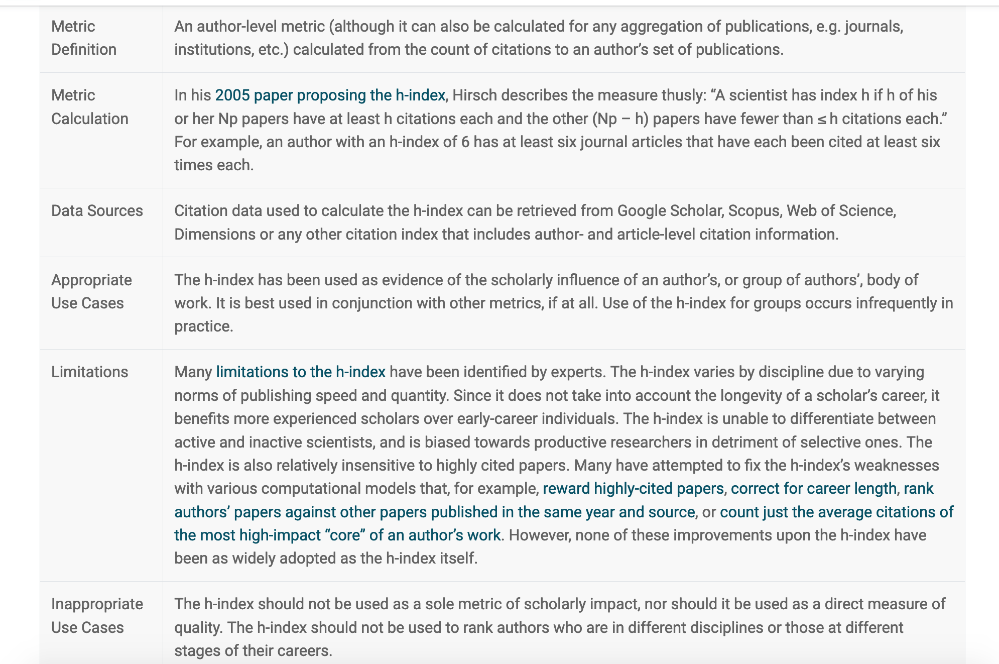 Metric
Definition
An author-level metric (although it can also be calculated for any aggregation of publications, e.g. journals,
institutions, etc.) calculated from the count of citations to an author’s set of publications.
Metric
Calculation
In his 2005 paper proposing the h-index, Hirsch describes the measure thusly: “A scientist has index h if h of his
or her Np papers have at least h citations each and the other (Np – h) papers have fewer than ≤ h citations each.”
For example, an author with an h-index of 6 has at least six journal articles that have each been cited at least six
times each.
Data Sources
Citation data used to calculate the h-index can be retrieved from Google Scholar, Scopus, Web of Science,
Dimensions or any other citation index that includes author- and article-level citation information.
Appropriate
Use Cases
The h-index has been used as evidence of the scholarly influence of an author’s, or group of authors’, body of
work. It is best used in conjunction with other metrics, if at all. Use of the h-index for groups occurs infrequently in
practice.
Limitations
Many limitations to the h-index have been identified by experts. The h-index varies by discipline due to varying
norms of publishing speed and quantity. Since it does not take into account the longevity of a scholar’s career, it
benefits more experienced scholars over early-career individuals. The h-index is unable to differentiate between
active and inactive scientists, and is biased towards productive researchers in detriment of selective ones. The
h-index is also relatively insensitive to highly cited papers. Many have attempted to fix the h-index’s weaknesses
with various computational models that, for example, reward highly-cited papers, correct for career length, rank
authors’ papers against other papers published in the same year and source, or count just the average citations of
the most high-impact “core” of an author’s work. However, none of these improvements upon the h-index have
been as widely adopted as the h-index itself.
Inappropriate
Use Cases
The h-index should not be used as a sole metric of scholarly impact, nor should it be used as a direct measure of
quality. The h-index should not be used to rank authors who are in different disciplines or those at different
stages of their careers.